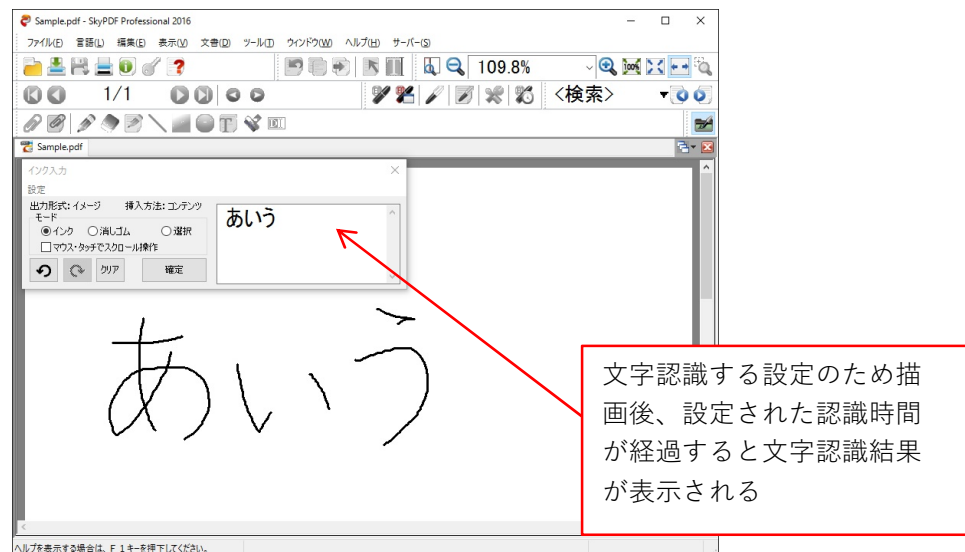 Sample.pdf - SkyPDF Professional 2016
ファイル(F) 言語(L) 編集(E) 表示(V) 文書(D) ツール(T) ウィンドウ(W) ヘルプ(H) サーバー(S)
109.8% 100%
1/1 <検索>
Sample.pdf
インク入力
設定
出力形式: イメージ 挿入方法: コンテンツ
モード
インク 消しゴム 選択
マウス・タッチでスクロール操作
クリア 確定
あいう
あいう
文字認識する設定のため描
画後、設定された認識時間
が経過すると文字認識結果
が表示される
ヘルプを表示する場合は、F1キーを押下してください。